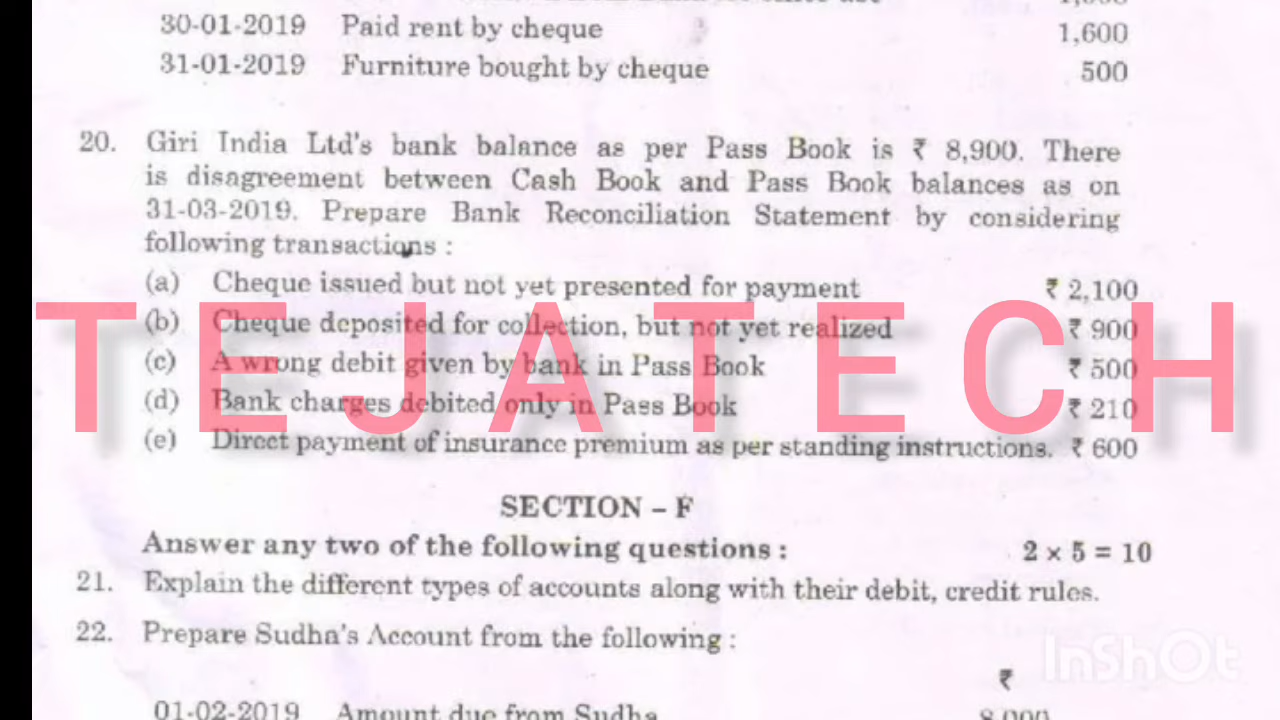 30-01-2019 Paid rent by cheque 1,600
31-01-2019 Furniture bought by cheque 500
20. Giri India Ltd's bank balance as per Pass Book is ₹ 8,900. There
is disagreement between Cash Book and Pass Book balances as on
31-03-2019. Prepare Bank Reconciliation Statement by considering
following transactions :
(a) Cheque issued but not yet presented for payment ₹ 2,100
(b) Cheque deposited for collection, but not yet realized ₹ 900
(c) A wrong debit given by bank in Pass Book ₹ 500
(d) Bank charges debited only in Pass Book ₹ 210
(e) Direct payment of insurance premium as per standing instructions. ₹ 600
TEJATECH
SECTION – F
Answer any two of the following questions : 2 × 5 = 10
21. Explain the different types of accounts along with their debit, credit rules.
22. Prepare Sudha's Account from the following :
InShOt
₹
01-02-2019 Amount due from Sudha 8,000